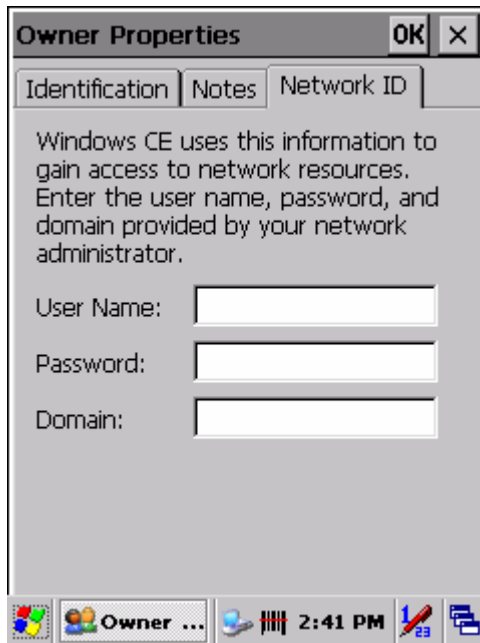 Owner Properties OK ×
Identification Notes Network ID
Windows CE uses this information to
gain access to network resources.
Enter the user name, password, and
domain provided by your network
administrator.
User Name:
Password:
Domain:
Owner ... 2:41 PM 1 23